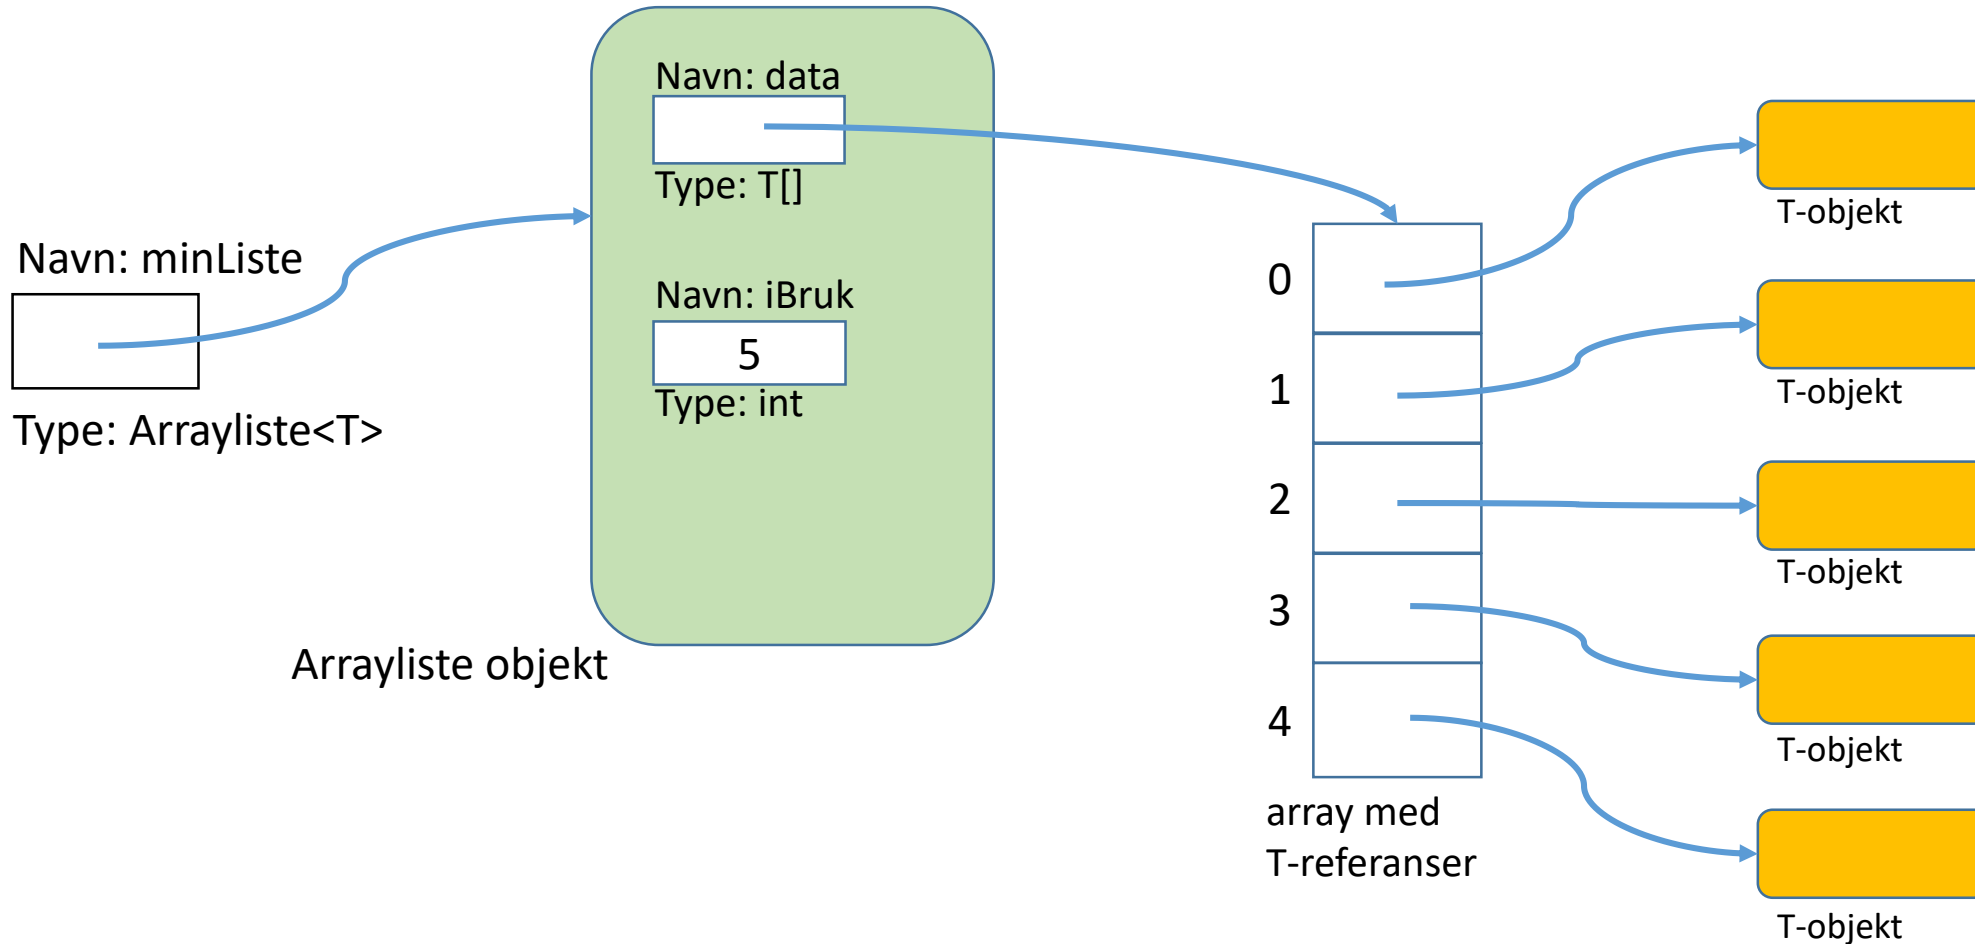 Navn: minListe
Type: Arrayliste<T>
Navn: data
Type: T[]
Navn: iBruk
5
Type: int
Arrayliste objekt
0
1
2
3
4
array med
T-referanser
T-objekt
T-objekt
T-objekt
T-objekt
T-objekt